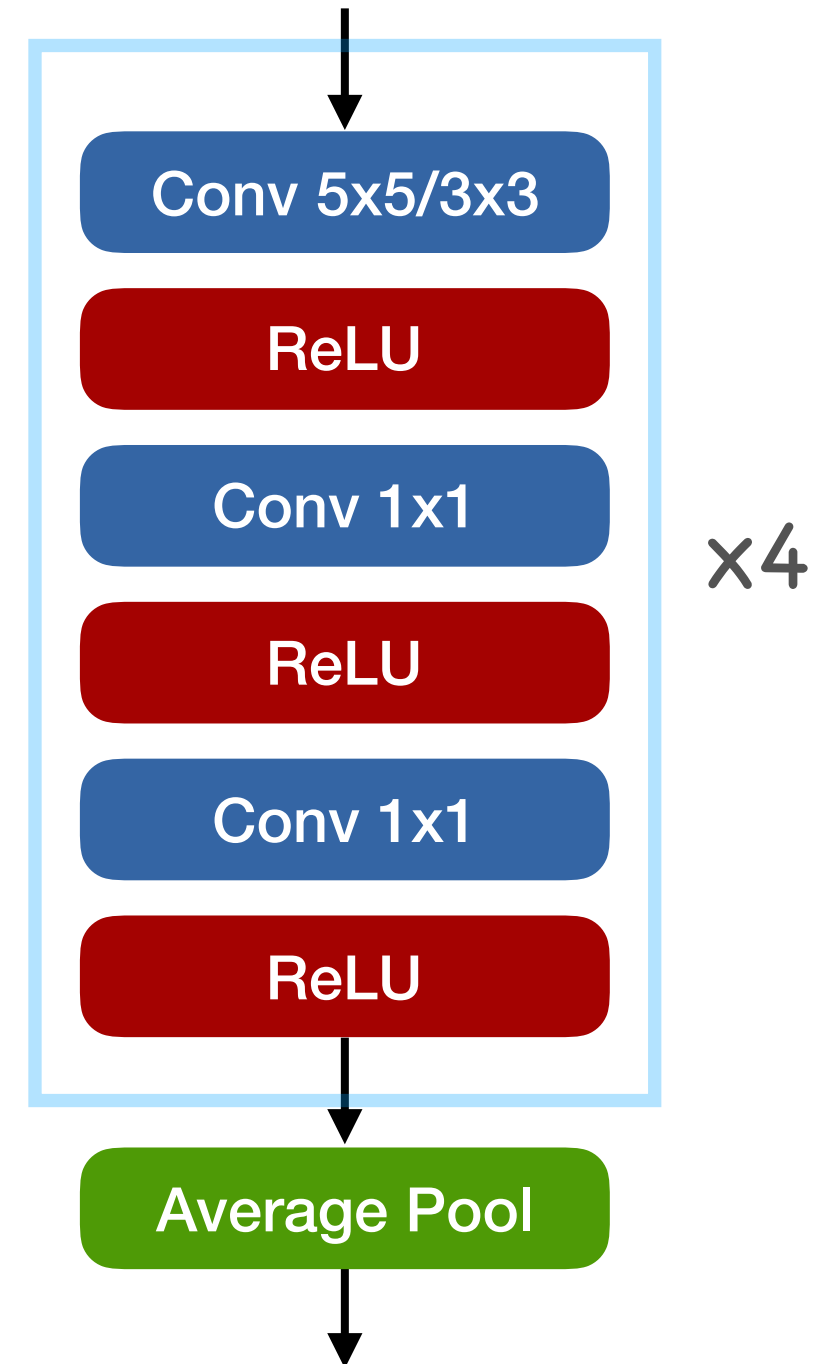 Conv 5x5/3x3
ReLU
Conv 1x1
ReLU
x4
Conv 1x1
ReLU
Average Pool